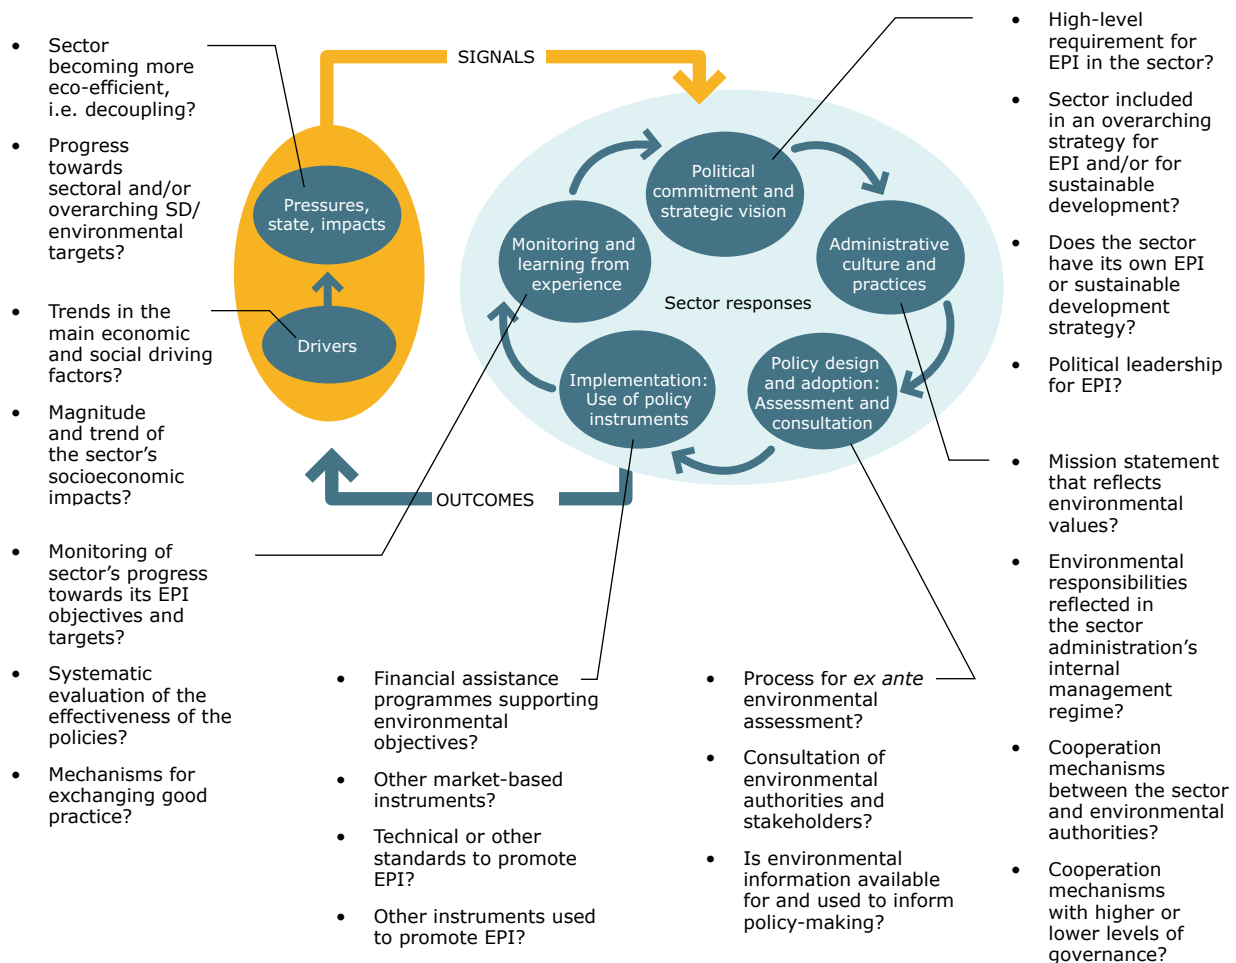 SIGNALS
• Sector
becoming more
eco-efficient,
i.e. decoupling?
• Progress
towards
sectoral and/or
overarching SD/
environmental
targets?
• Trends in the
main economic
and social driving
factors?
• Magnitude
and trend of
the sector's
socioeconomic
impacts?
Pressures,
state, impacts
Drivers
Political
commitment and
strategic vision
Administrative
culture and
practices
Policy design
and adoption:
Assessment and
consultation
Implementation:
Use of policy
instruments
Monitoring and
learning from
experience
Sector responses
OUTCOMES
• High-level
requirement for
EPI in the sector?
• Sector included
in an overarching
strategy for
EPI and/or for
sustainable
development?
• Does the sector
have its own EPI
or sustainable
development
strategy?
• Political leadership
for EPI?
• Mission statement
that reflects
environmental
values?
• Environmental
responsibilities
reflected in
the sector
administration's
internal
management
regime?
• Cooperation
mechanisms
between the sector
and environmental
authorities?
• Cooperation
mechanisms
with higher or
lower levels of
governance?
• Monitoring of
sector's progress
towards its EPI
objectives and
targets?
• Systematic
evaluation of the
effectiveness of the
policies?
• Mechanisms for
exchanging good
practice?
• Financial assistance
programmes supporting
environmental
objectives?
• Other market-based
instruments?
• Technical or other
standards to promote
EPI?
• Other instruments used
to promote EPI?
• Process for ex ante
environmental
assessment?
• Consultation of
environmental
authorities and
stakeholders?
• Is environmental
information available
for and used to inform
policy-making?